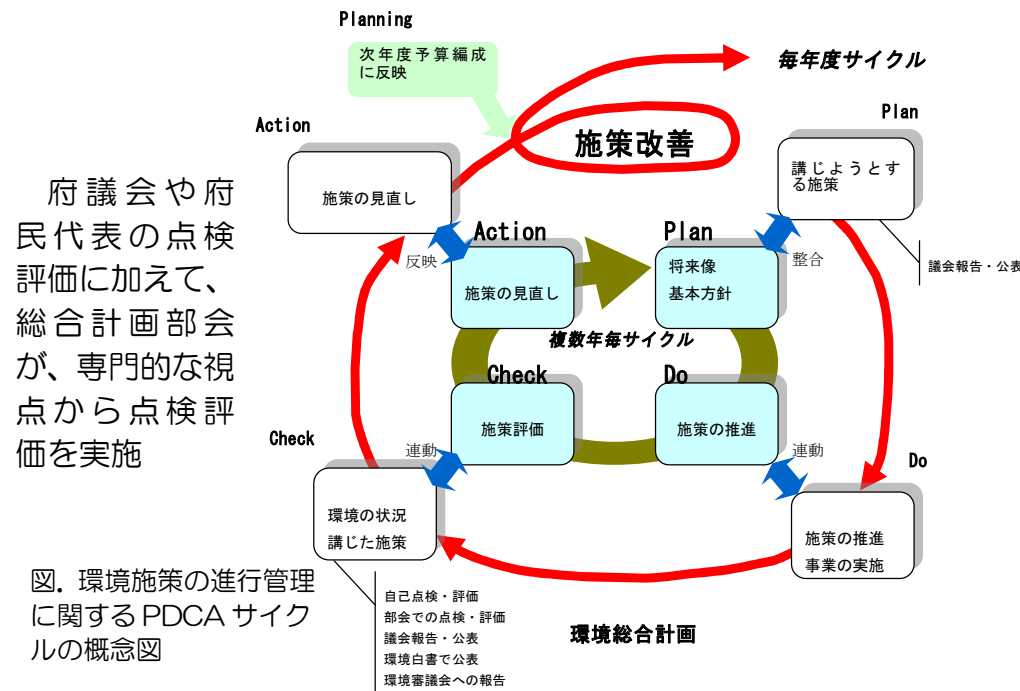 Planning
次年度予算編成
に反映
毎年度サイクル
Action
施策の見直し
施策改善
Plan
講じようとす
る施策
議会報告・公表
府議会や府
民代表の点検
評価に加えて、
総合計画部会
が、専門的な視
点から点検評
価を実施
反映
Action
施策の見直し
Plan
将来像
基本方針
整合
複数年毎サイクル
Check
施策評価
Do
施策の推進
連動
連動
Check
環境の状況
講じた施策
Do
施策の推進
事業の実施
自己点検・評価
部会での点検・評価
議会報告・公表
環境白書で公表
環境審議会への報告
環境総合計画
図. 環境施策の進行管理
に関する PDCA サイク
ルの概念図